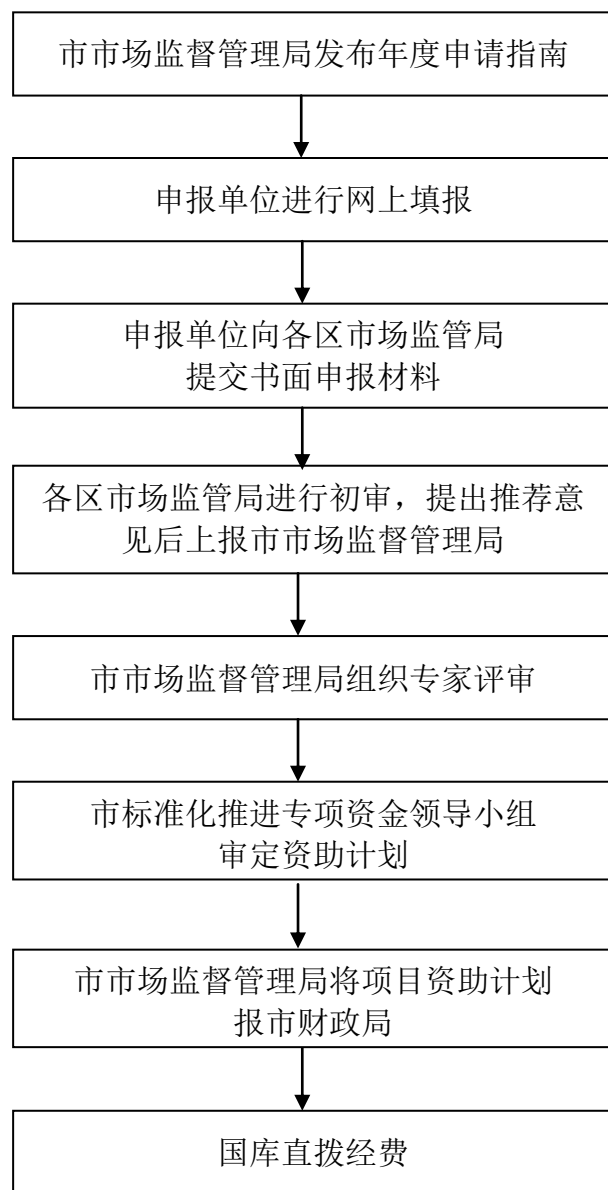 市市场监督管理局发布年度申请指南
申报单位进行网上填报
申报单位向各区市场监管局
提交书面申报材料
各区市场监管局进行初审，提出推荐意
见后上报市市场监督管理局
市市场监督管理局组织专家评审
市标准化推进专项资金领导小组
审定资助计划
市市场监督管理局将项目资助计划
报市财政局
国库直拨经费